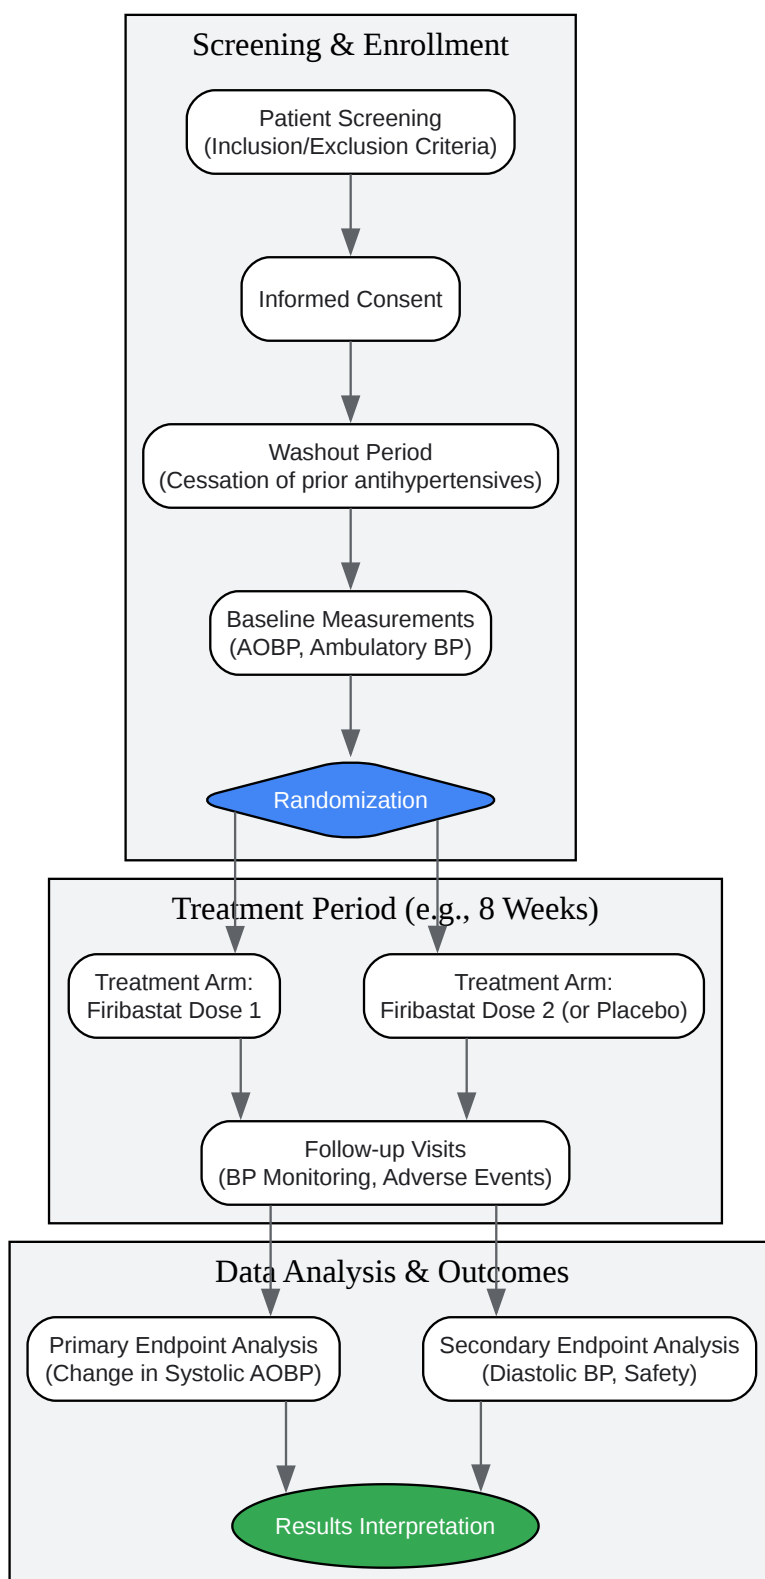 Screening & Enrollment
Patient Screening
(Inclusion/Exclusion Criteria)
Informed Consent
Washout Period
(Cessation of prior antihypertensives)
Baseline Measurements
(AOBP, Ambulatory BP)
Randomization
Treatment Period (e.g., 8 Weeks)
Treatment Arm:
Firibastat Dose 1
Treatment Arm:
Firibastat Dose 2 (or Placebo)
Follow-up Visits
(BP Monitoring, Adverse Events)
Data Analysis & Outcomes
Primary Endpoint Analysis
(Change in Systolic AOBP)
Secondary Endpoint Analysis
(Diastolic BP, Safety)
Results Interpretation